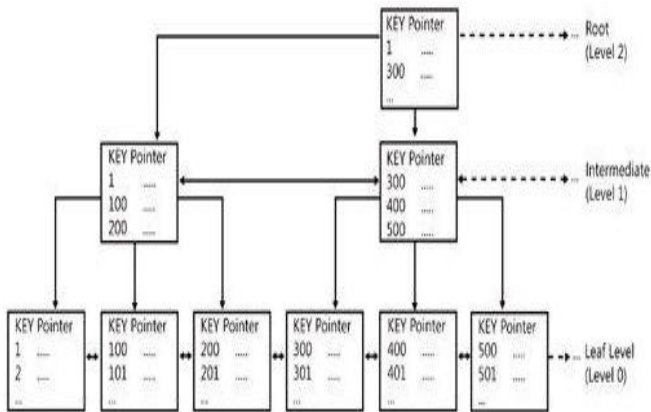 KEY Pointer
1 .....
300 .....
...
... Root
(Level 2)
KEY Pointer
1 .....
100 .....
200 .....
KEY Pointer
300 .....
400 .....
500 .....
... Intermediate
(Level 1)
KEY Pointer
1 .....
2 .....
...
KEY Pointer
100 .....
101 .....
...
KEY Pointer
200 .....
201 .....
...
KEY Pointer
300 .....
301 .....
...
KEY Pointer
400 .....
401 .....
...
KEY Pointer
500 .....
501 .....
...
... Leaf Level
(Level 0)